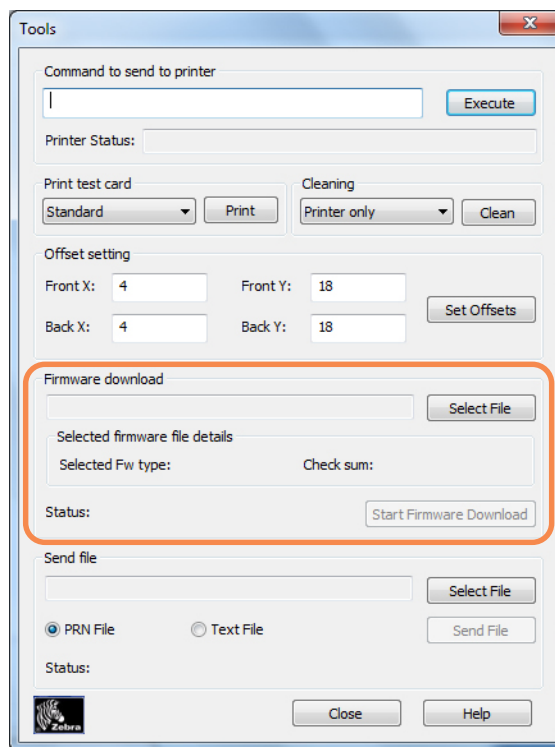 Tools
Command to send to printer
Execute
Printer Status:
Print test card
Cleaning
Standard Print Printer only Clean
Offset setting
Front X: 4 Front Y: 18
Set Offsets
Back X: 4 Back Y: 18
Firmware download
Select File
Selected firmware file details
Selected Fw type: Check sum:
Status: Start Firmware Download
Send file
Select File
PRN File Text File Send File
Status:
Zebra Close Help